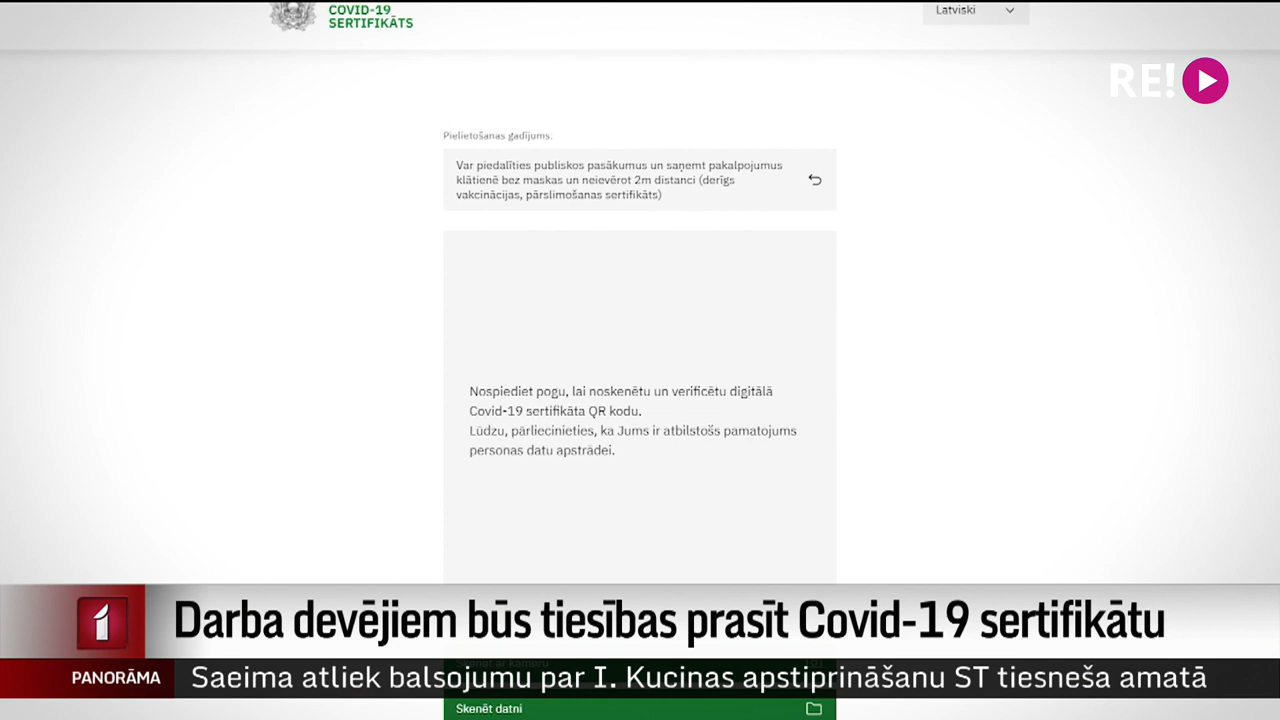 COVID-19
SERTIFIKĀTS
Latviski
RE!
Pielietošanas gadījums:
Var piedalīties publiskos pasākumus un saņemt pakalpojumus
klātienē bez maskas un neievērot 2m distanci (derīgs
vakcinācijas, pārslimošanas sertifikāts)
Nospiediet pogu, lai noskenētu un verificētu digitālā
Covid-19 sertifikāta QR kodu.
Lūdzu, pārliecinieties, ka Jums ir atbilstošs pamatojums
personas datu apstrādei.
1
Darba devējiem būs tiesības prasīt Covid-19 sertifikātu
Skenēt ar kameru
PANORĀMA
Saeima atliek balsojumu par I. Kucinas apstiprināšanu ST tiesneša amatā
Skenēt datni